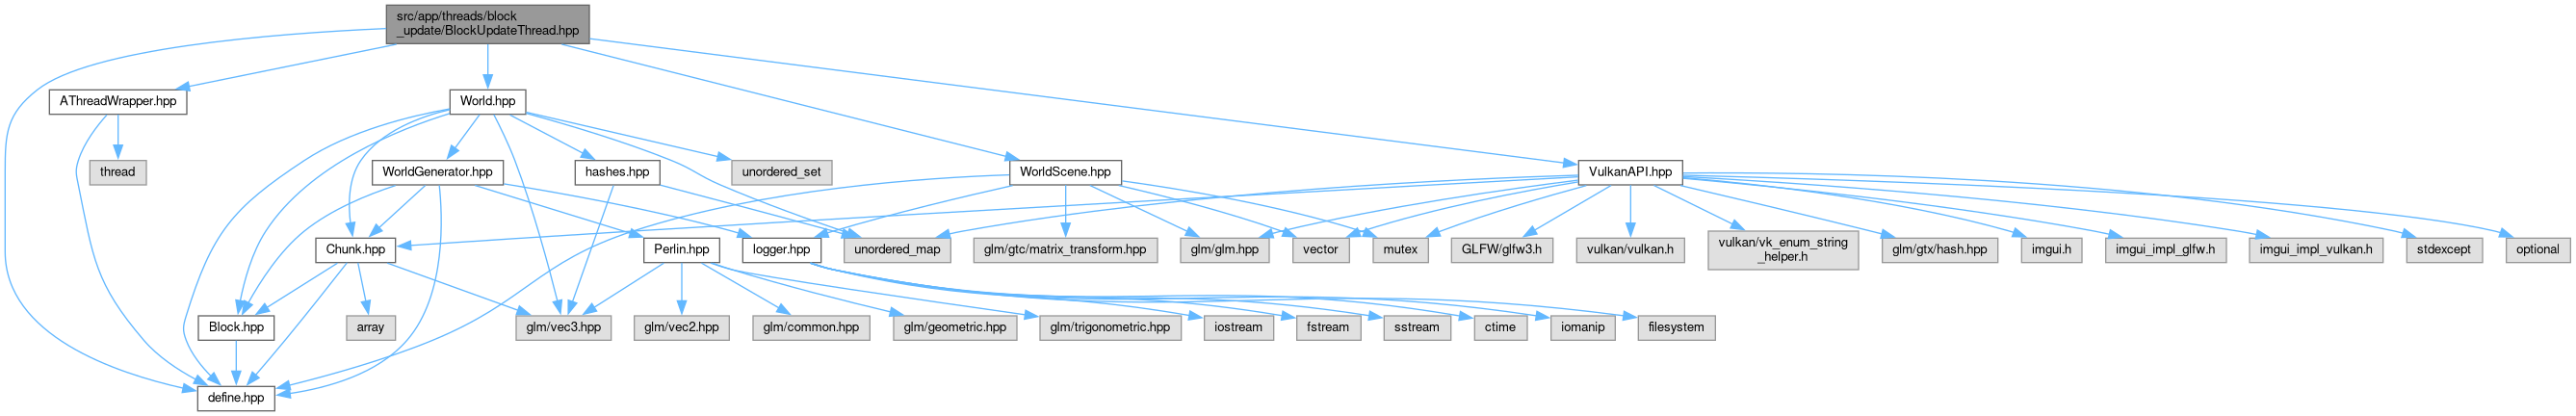 src/app/threads/block
_update/BlockUpdateThread.hpp
AThreadWrapper.hpp
World.hpp
thread
WorldGenerator.hpp
hashes.hpp
unordered_set
WorldScene.hpp
VulkanAPI.hpp
Chunk.hpp
Perlin.hpp
logger.hpp
unordered_map
glm/gtc/matrix_transform.hpp
glm/glm.hpp
vector
mutex
GLFW/glfw3.h
vulkan/vulkan.h
vulkan/vk_enum_string
_helper.h
glm/gtx/hash.hpp
imgui.h
imgui_impl_glfw.h
imgui_impl_vulkan.h
stdexcept
optional
Block.hpp
array
glm/vec3.hpp
glm/vec2.hpp
glm/common.hpp
glm/geometric.hpp
glm/trigonometric.hpp
iostream
fstream
sstream
ctime
iomanip
filesystem
define.hpp